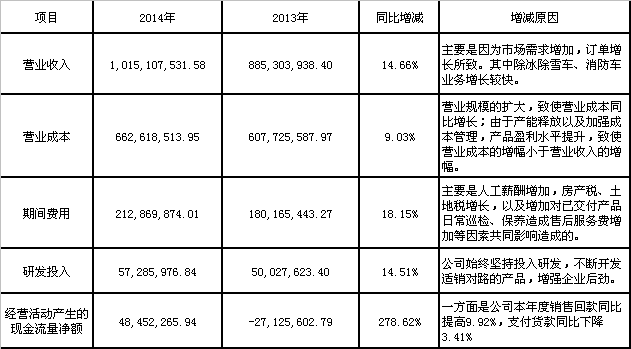 项目 2014年 2013年 同比增减 增减原因
营业收入 1,015,107,531.58 885,303,938.40 14.66% 主要是因为市场需求增加，订单增
长所致。其中除冰除雪车、消防车
业务增长较快。
营业成本 662,618,513.95 607,725,587.97 9.03% 营业规模的扩大，致使营业成本同
比增长；由于产能释放以及加强成
本管理，产品盈利水平提升，致使
营业成本的增幅小于营业收入的增
幅。
期间费用 212,869,874.01 180,165,443.27 18.15% 主要是人工薪酬增加，房产税、土
地税增长，以及增加对已交付产品
日常巡检、保养造成售后服务费增
加等因素共同影响造成的。
研发投入 57,285,976.84 50,027,623.40 14.51% 公司始终坚持投入研发，不断开发
适销对路的产品，增强企业后劲。
经营活动产生的
现金流量净额 48,452,265.94 -27,125,602.79 278.62% 一方面是公司本年度销售回款同比
提高9.92%，支付货款同比下降
3.41%